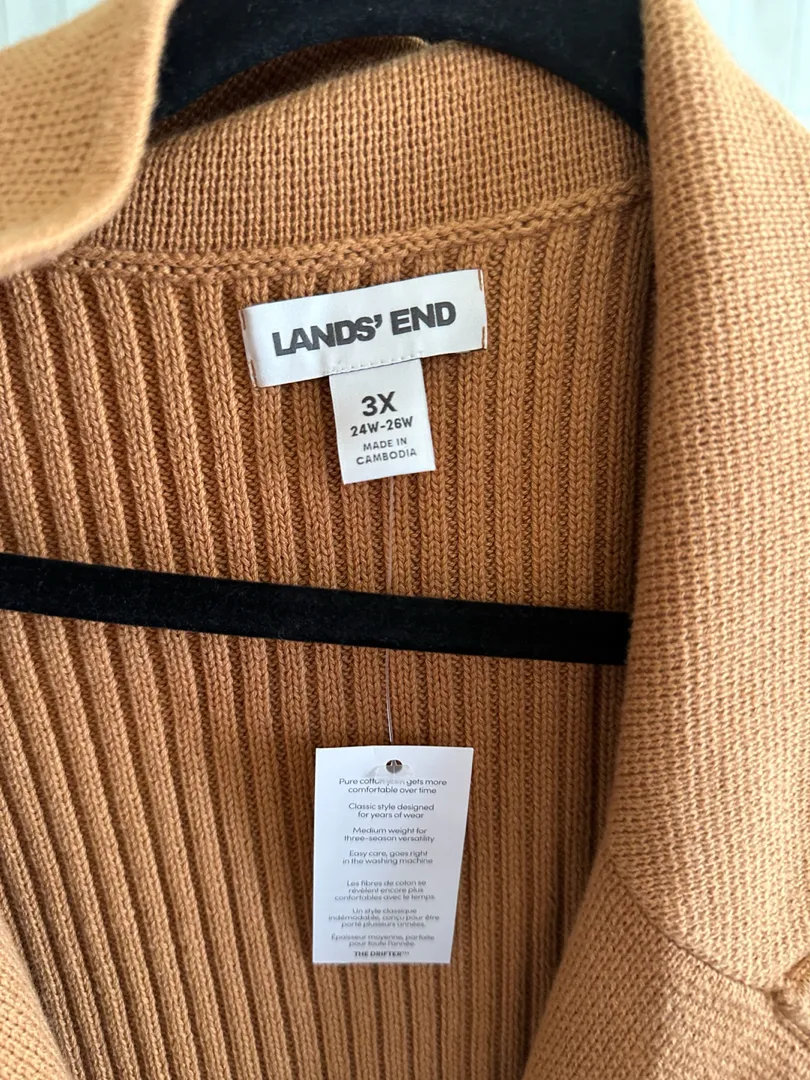 LANDS' END
3X
24W-26W
MADE IN
CAMBODIA
Pure cotton gets more
comfortable over time
Classic style designed
for years of wear
Medium weight for
three-season versatility
Easy care, goes right
in the washing machine
Les fibres de coton se
révèlent encore plus
confortables avec le temps.
Un style classique
indémodable, conçu pour être
porté plusieurs années.
Épaisseur moyenne, parfaite
pour toute l'année.
THE DRIFTER™